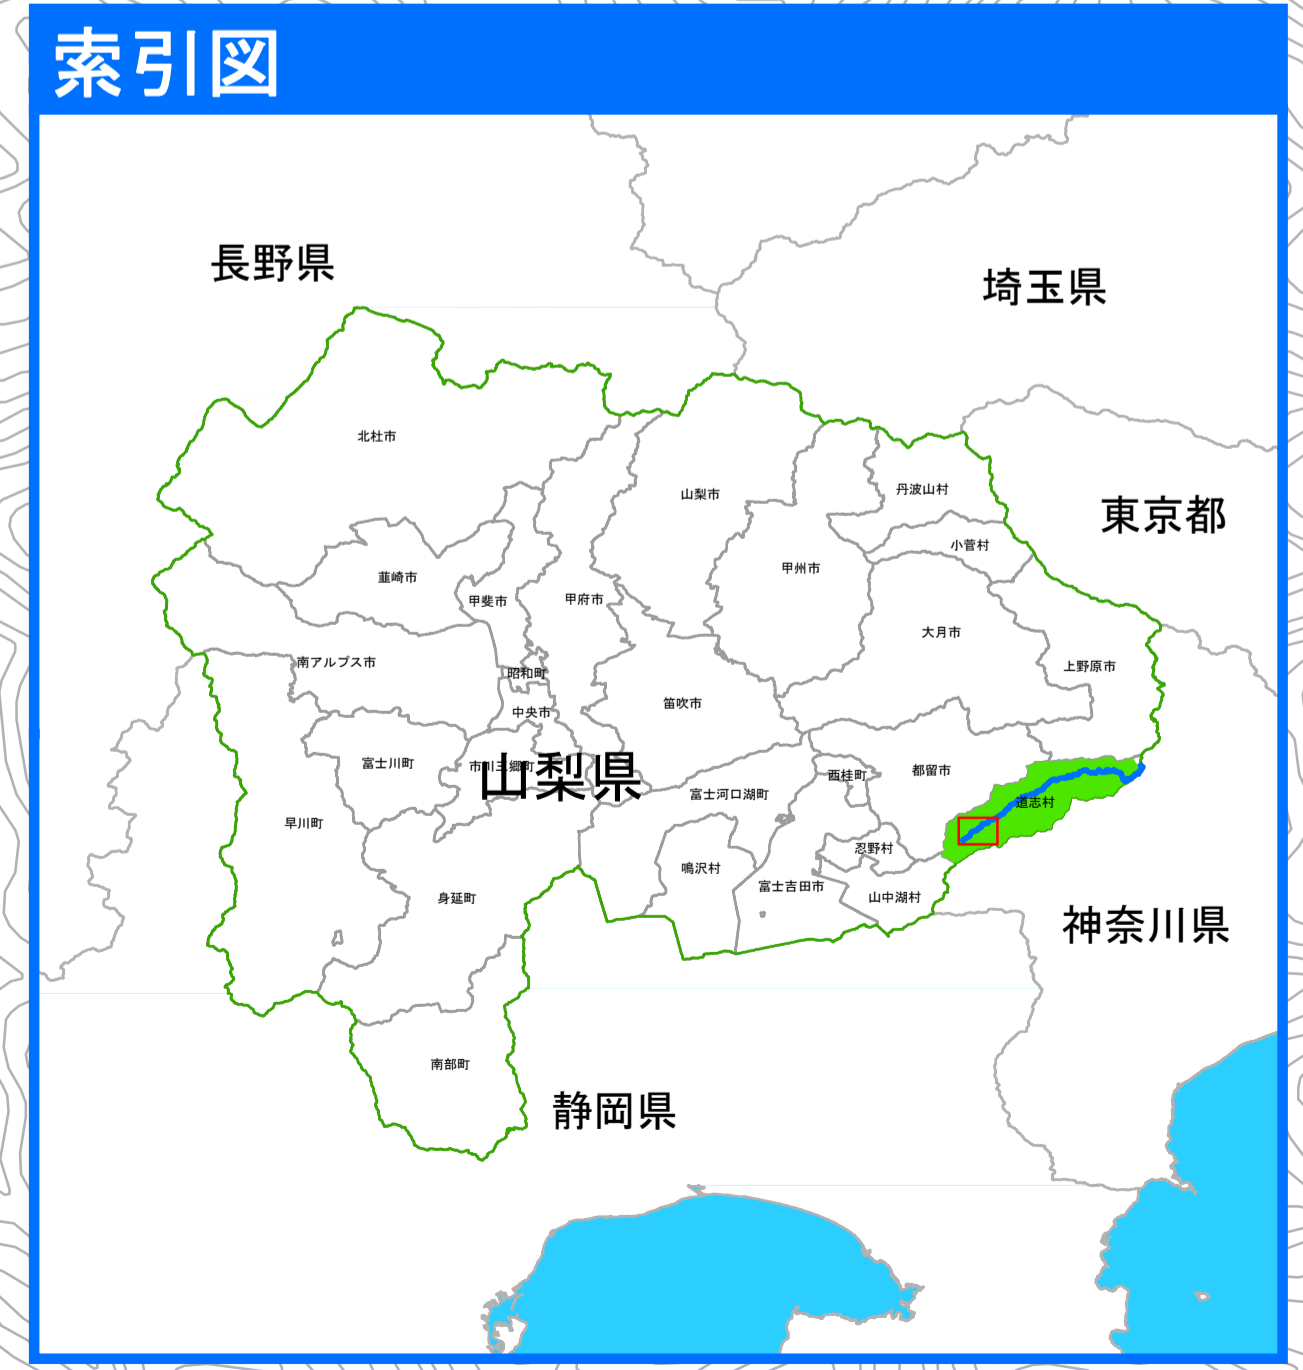 索引図
長野県
埼玉県
北杜市
山梨市
丹波山村
東京都
小菅村
甲州市
韮崎市
甲斐市
甲府市
大月市
南アルプス市
昭和町
上野原市
笛吹市
中央市
富士川町
市川三郷町
山梨県
西桂町
都留市
富士河口湖町
道志村
早川町
忍野村
鳴沢村
富士吉田市
山中湖村
身延町
神奈川県
南部町
静岡県